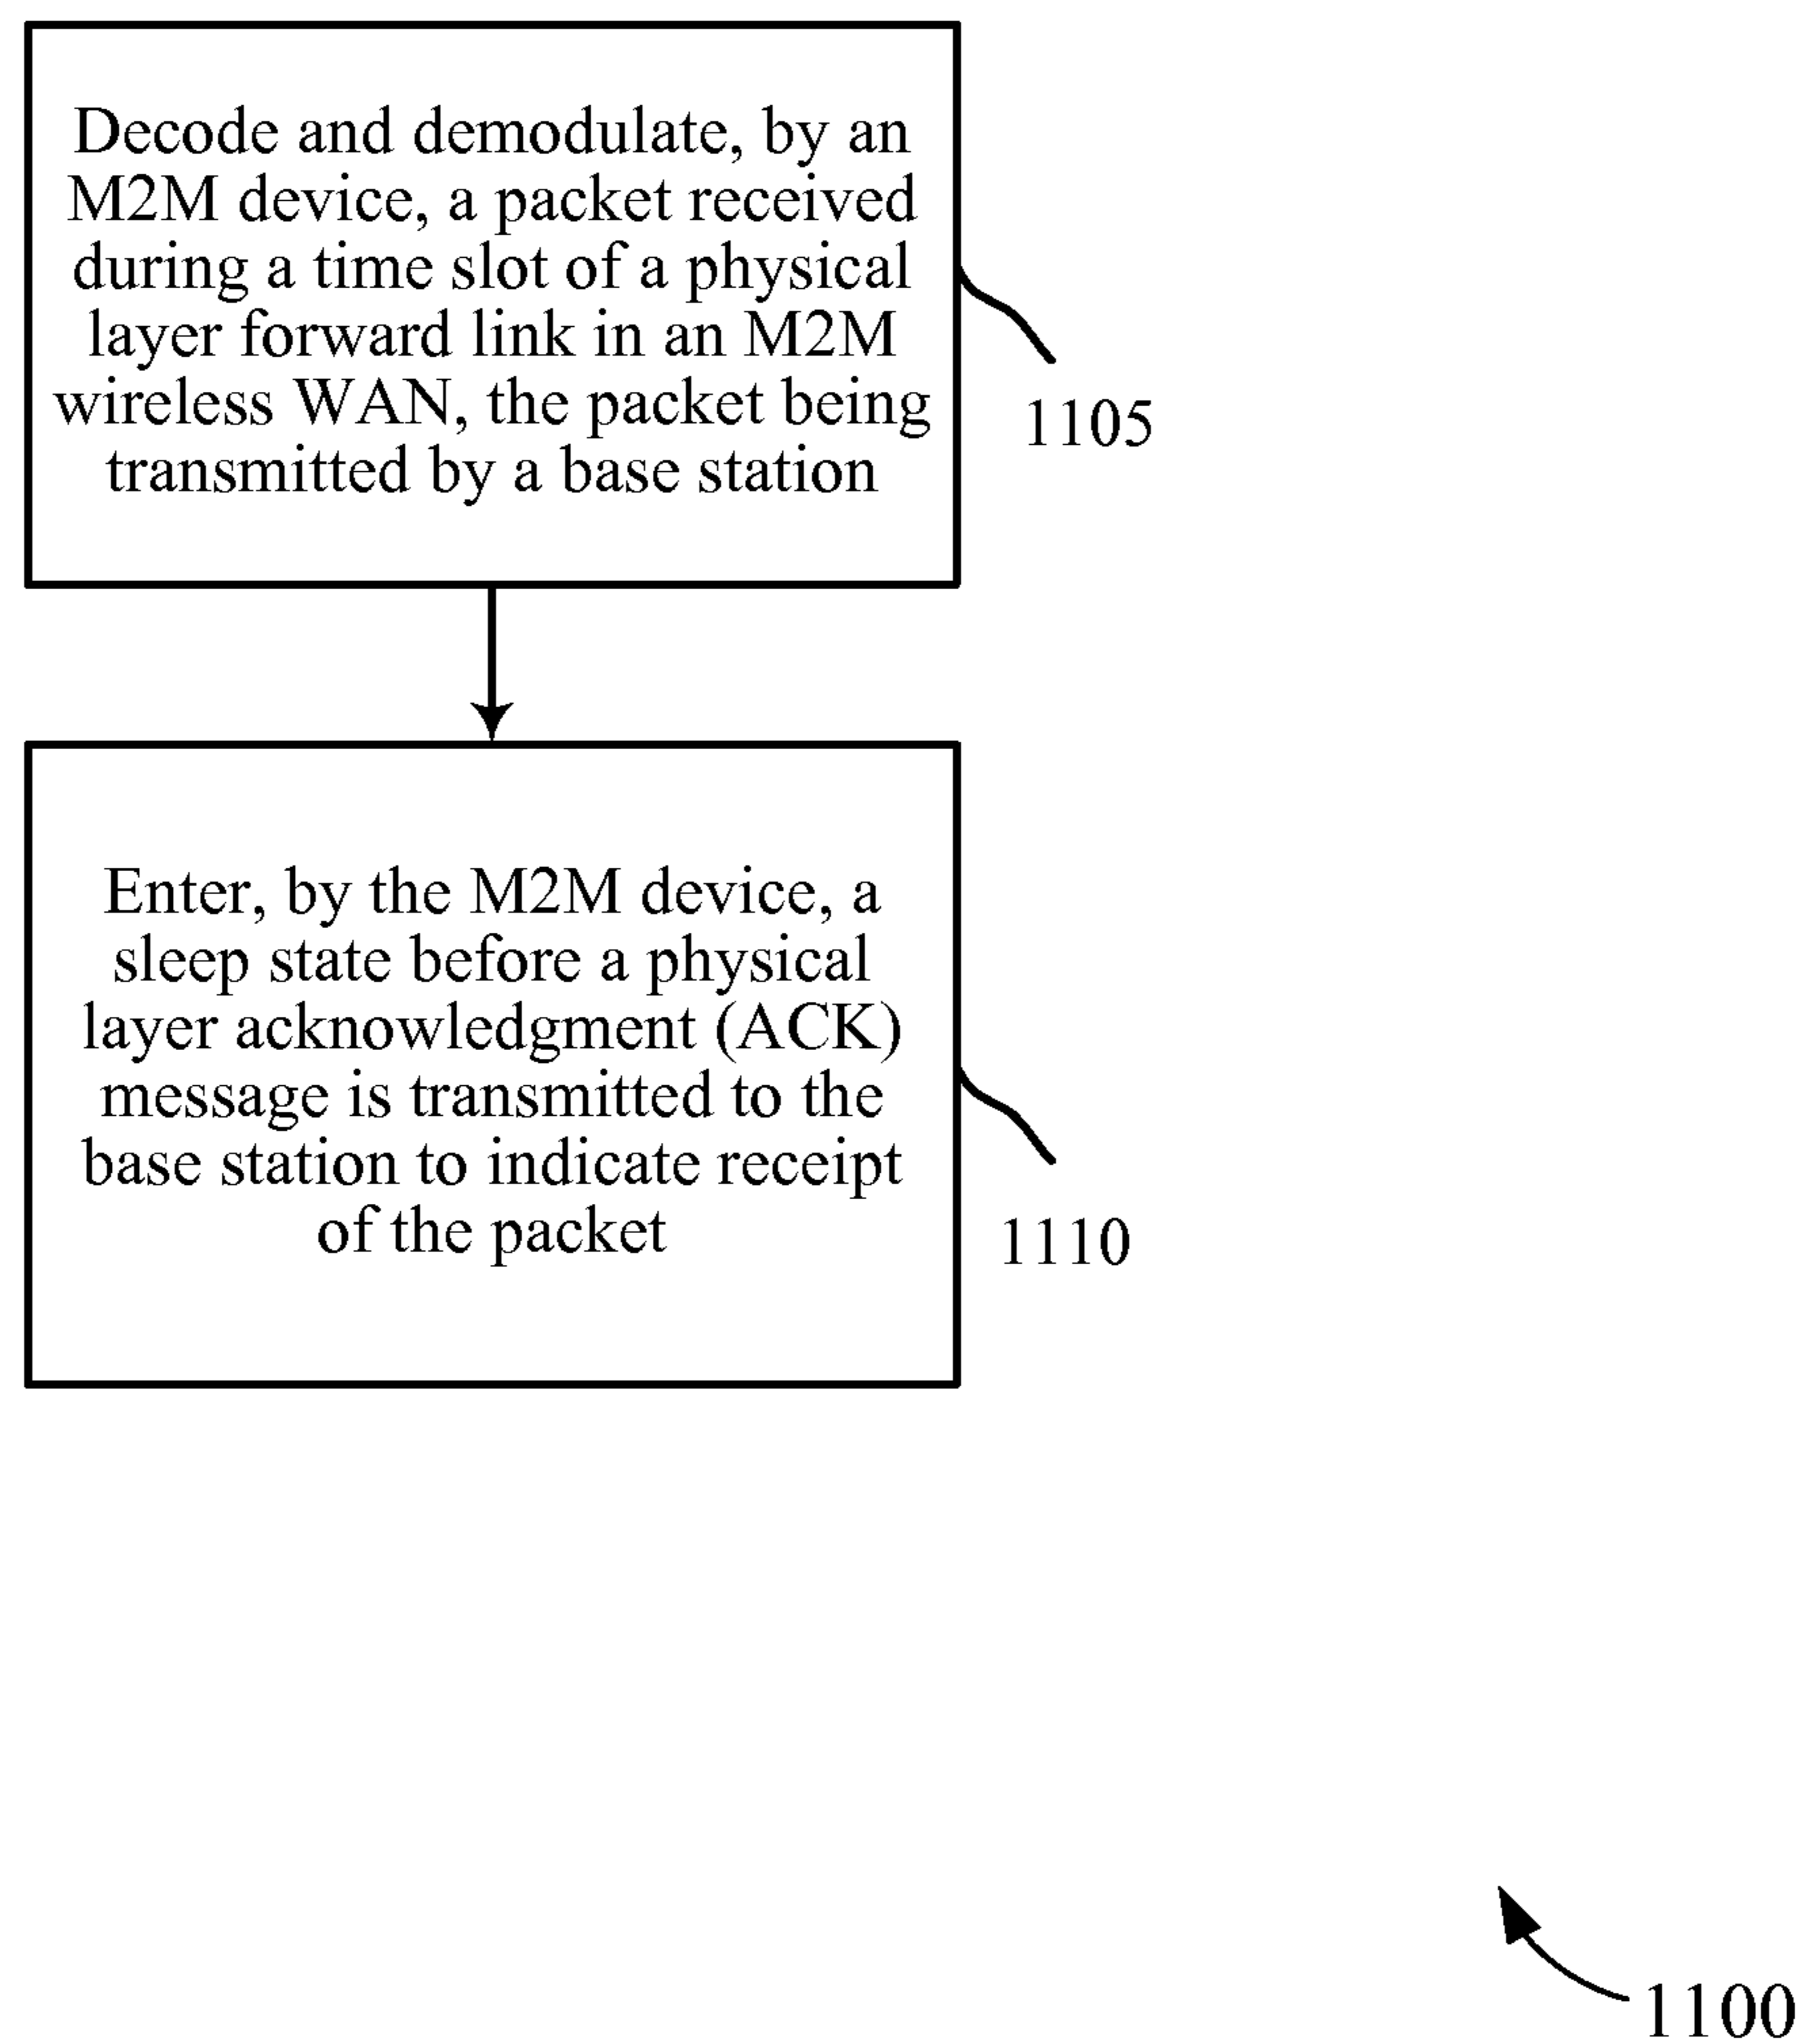 Decode and demodulate, by an
M2M device, a packet received
during a time slot of a physical
layer forward link in an M2M
wireless WAN, the packet being
transmitted by a base station
1105
Enter, by the M2M device, a
sleep state before a physical
layer acknowledgment (ACK)
message is transmitted to the
base station to indicate receipt
of the packet
1110
1100